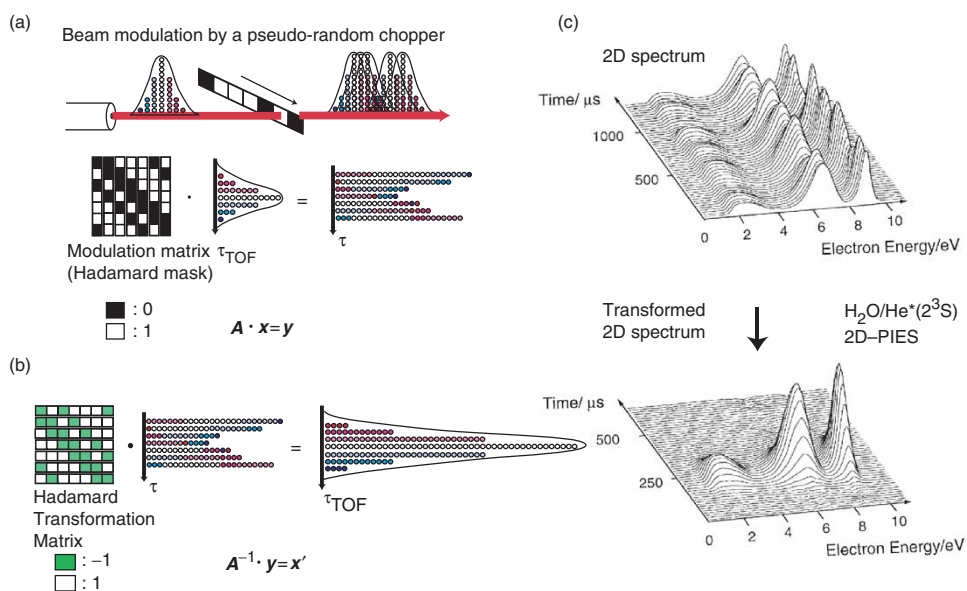 (a)
Beam modulation by a pseudo-random chopper
·
=
τ
τTOF
Modulation matrix
(Hadamard mask)
: 0
: 1
A · x = y
(b)
·
=
τ
τTOF
Hadamard
Transformation
Matrix
: −1
: 1
A−1 · y = x′
(c)
2D spectrum
Time/ μs
1000
500
0 2 4 6 8 10
Electron Energy/eV
Transformed
2D spectrum
H2O/He*(2³S)
2D–PIES
Time/ μs
500
250
0 2 4 6 8 10
Electron Energy/eV